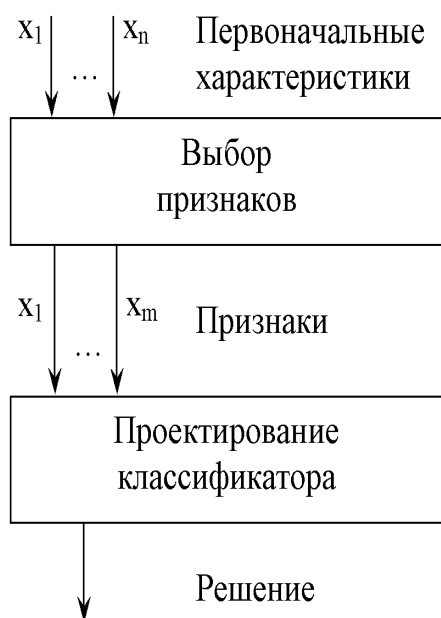 x₁ … xₙ Первоначальные
характеристики
Выбор
признаков
x₁ … xₘ Признаки
Проектирование
классификатора
Решение